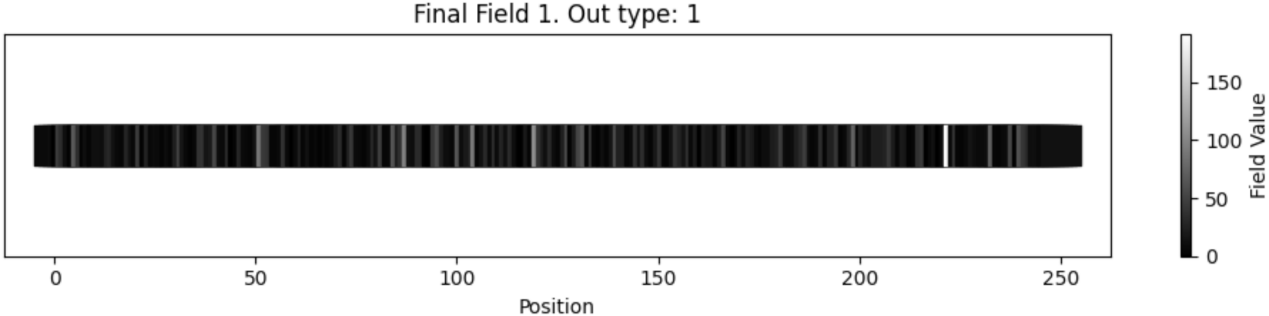 Final Field 1. Out type: 1
150
100
50
0
Field Value
0 50 100 150 200 250
Position